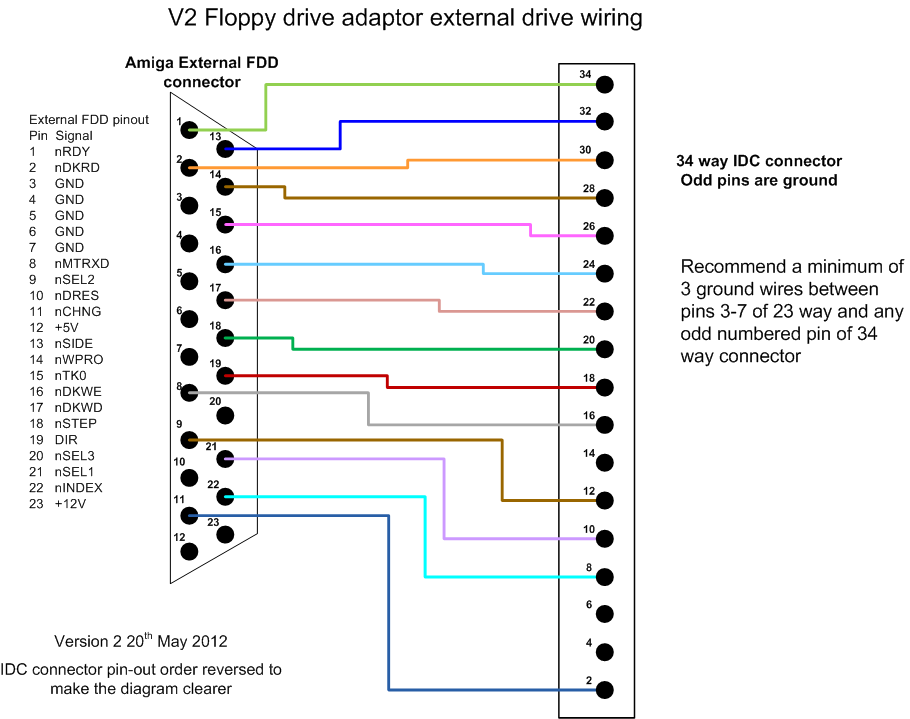 V2 Floppy drive adaptor external drive wiring
Amiga External FDD
connector
External FDD pinout
Pin Signal
1 nRDY
2 nDKRD
3 GND
4 GND
5 GND
6 GND
7 GND
8 nMTRXD
9 nSEL2
10 nDRES
11 nCHNG
12 +5V
13 nSIDE
14 nWPRO
15 nTK0
16 nDKWE
17 nDKWD
18 nSTEP
19 DIR
20 nSEL3
21 nSEL1
22 nINDEX
23 +12V
1
13
2
14
3
15
4
16
5
17
6
18
7
19
8
20
9
21
10
22
11
23
12
34
32
30
28
26
24
22
20
18
16
14
12
10
8
6
4
2
34 way IDC connector
Odd pins are ground
Recommend a minimum of
3 ground wires between
pins 3-7 of 23 way and any
odd numbered pin of 34
way connector
Version 2 20th May 2012
IDC connector pin-out order reversed to
make the diagram clearer